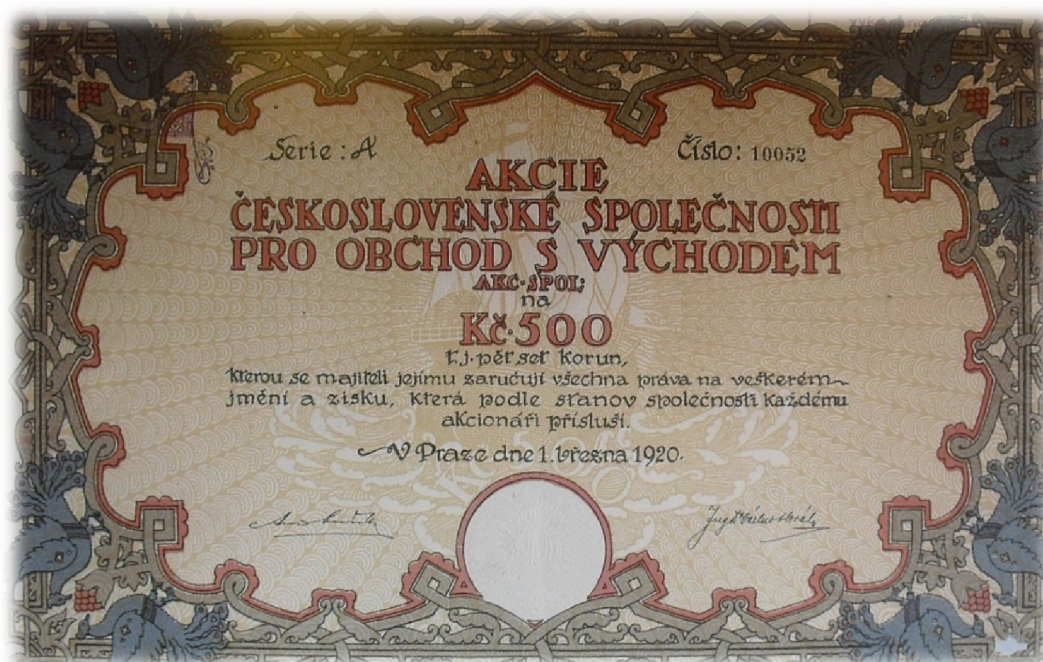 Serie: A
Číslo: 10052
AKCIE
ČESKOSLOVENSKÉ SPOLEČNOSTI
PRO OBCHOD S VÝCHODEM
AKC·SPOL:
na
Kč·500
t.j. pět set korun,
kterou se majiteli jejímu zaručují všechna práva na veškerém
jmění a zisku, která podle stanov společnosti každému
akcionáři přísluší.
V Praze dne 1. března 1920.